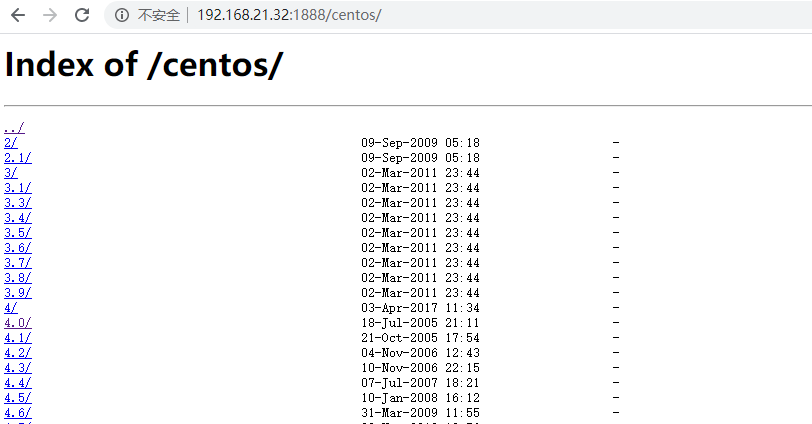 不安全 192.168.21.32:1888/centos/
Index of /centos/
../
2/ 09-Sep-2009 05:18 -
2.1/ 09-Sep-2009 05:18 -
3/ 02-Mar-2011 23:44 -
3.1/ 02-Mar-2011 23:44 -
3.3/ 02-Mar-2011 23:44 -
3.4/ 02-Mar-2011 23:44 -
3.5/ 02-Mar-2011 23:44 -
3.6/ 02-Mar-2011 23:44 -
3.7/ 02-Mar-2011 23:44 -
3.8/ 02-Mar-2011 23:44 -
3.9/ 02-Mar-2011 23:44 -
4/ 03-Apr-2017 11:34 -
4.0/ 18-Jul-2005 21:11 -
4.1/ 21-Oct-2005 17:54 -
4.2/ 04-Nov-2006 12:43 -
4.3/ 10-Nov-2006 22:15 -
4.4/ 07-Jul-2007 18:21 -
4.5/ 10-Jan-2008 16:12 -
4.6/ 31-Mar-2009 11:55 -